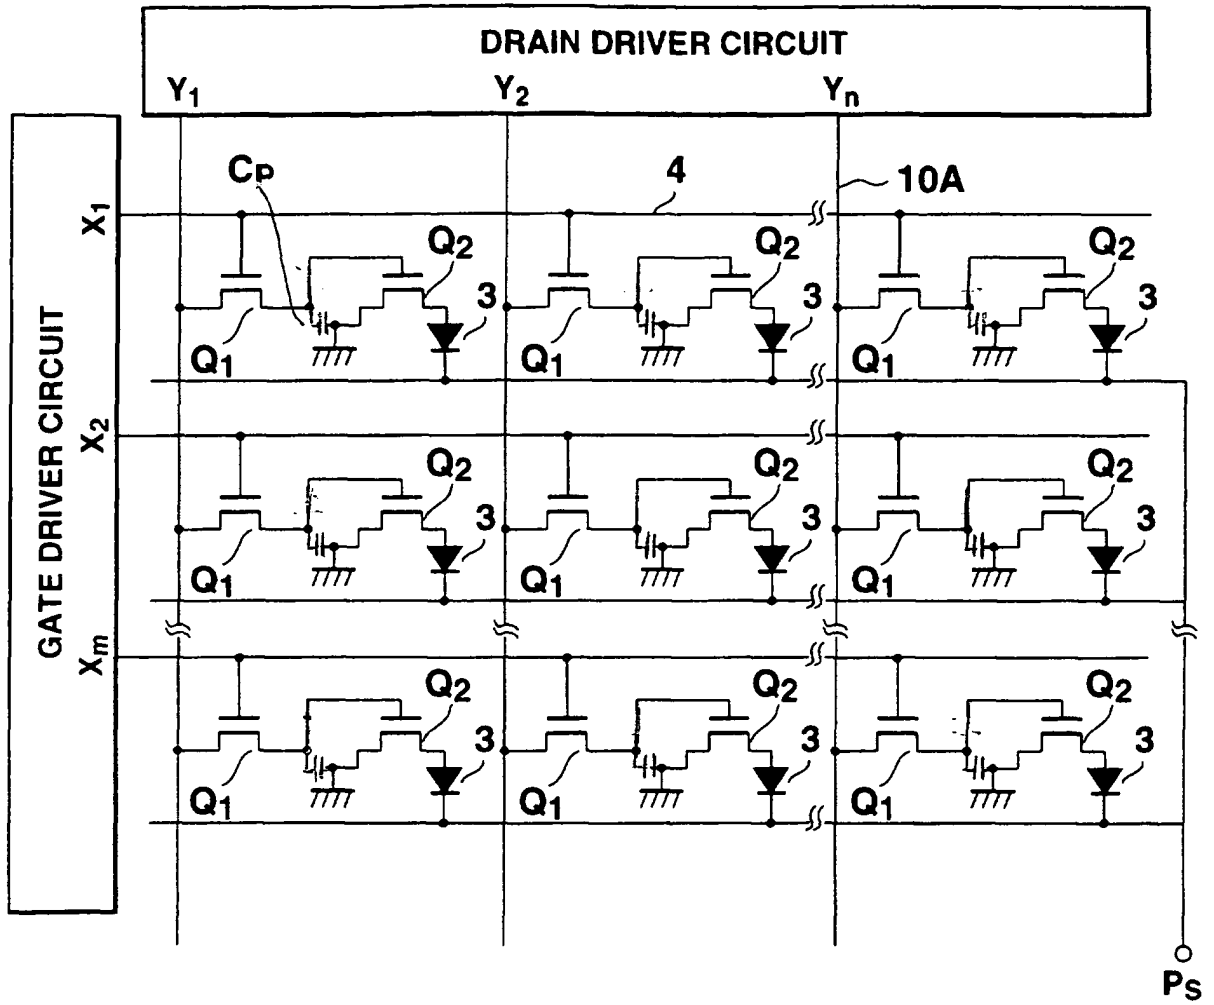 DRAIN DRIVER CIRCUIT
Y1 Y2 Yn
GATE DRIVER CIRCUIT
CP 4 10A
X1
Q2 Q2 Q2
3 3 3
Q1 Q1 Q1
X2
Q2 Q2 Q2
3 3 3
Q1 Q1 Q1
Xm
Q2 Q2 Q2
3 3 3
Q1 Q1 Q1
PS